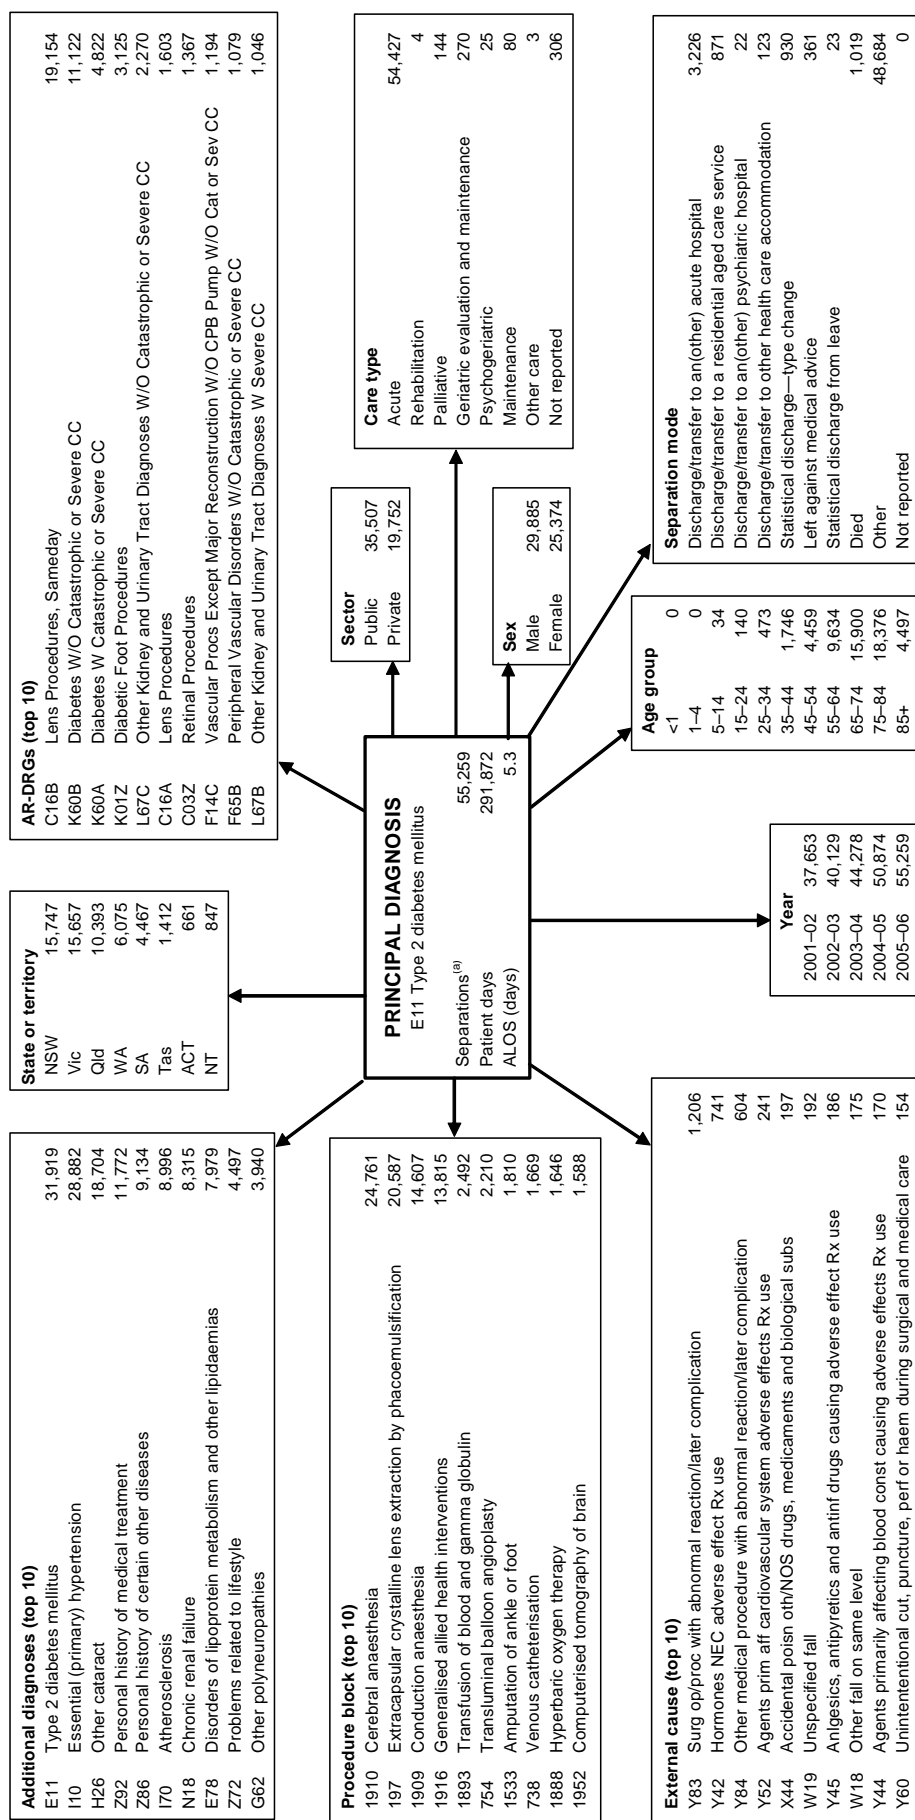 Additional diagnoses (top 10)
E11 Type 2 diabetes mellitus 31,919
I10 Essential (primary) hypertension 28,882
H26 Other cataract 18,704
Z92 Personal history of medical treatment 11,772
Z86 Personal history of certain other diseases 9,134
I70 Atherosclerosis 8,996
N18 Chronic renal failure 8,315
E78 Disorders of lipoprotein metabolism and other lipidaemias 7,979
Z72 Problems related to lifestyle 4,497
G62 Other polyneuropathies 3,940
State or territory
NSW 15,747
Vic 15,657
Qld 10,393
WA 6,075
SA 4,467
Tas 1,412
ACT 661
NT 847
AR-DRGs (top 10)
C16B Lens Procedures, Sameday 19,154
K60B Diabetes W/O Catastrophic or Severe CC 11,122
K60A Diabetes W Catastrophic or Severe CC 4,822
K01Z Diabetic Foot Procedures 3,125
L67C Other Kidney and Urinary Tract Diagnoses W/O Catastrophic or Severe CC 2,270
C16A Lens Procedures 1,603
C03Z Retinal Procedures 1,367
F14C Vascular Procs Except Major Reconstruction W/O CPB Pump W/O Cat or Sev CC 1,194
F65B Peripheral Vascular Disorders W/O Catastrophic or Severe CC 1,079
L67B Other Kidney and Urinary Tract Diagnoses W Severe CC 1,046
Procedure block (top 10)
1910 Cerebral anaesthesia 24,761
197 Extracapsular crystalline lens extraction by phacoemulsification 20,587
1909 Conduction anaesthesia 14,607
1916 Generalised allied health interventions 13,815
1893 Transfusion of blood and gamma globulin 2,492
754 Transluminal balloon angioplasty 2,210
1533 Amputation of ankle or foot 1,810
738 Venous catheterisation 1,669
1888 Hyperbaric oxygen therapy 1,646
1952 Computerised tomography of brain 1,588
PRINCIPAL DIAGNOSIS
E11 Type 2 diabetes mellitus
Separations(a) 55,259
Patient days 291,872
ALOS (days) 5.3
Sector
Public 35,507
Private 19,752
Sex
Male 29,885
Female 25,374
Care type
Acute 54,427
Rehabilitation 4
Palliative 144
Geriatric evaluation and maintenance 270
Psychogeriatric 25
Maintenance 80
Other care 3
Not reported 306
External cause (top 10)
Y83 Surg op/proc with abnormal reaction/later complication 1,206
Y42 Hormones NEC adverse effect Rx use 741
Y84 Other medical procedure with abnormal reaction/later complication 604
Y52 Agents prim aff cardiovascular system adverse effects Rx use 241
X44 Accidental poisn oth/NOS drugs, medicaments and biological subs 197
W19 Unspecified fall 192
Y45 Anlgesics, antipyretics and antinf drugs causing adverse effect Rx use 186
W18 Other fall on same level 175
Y44 Agents primarily affecting blood const causing adverse effects Rx use 170
Y60 Unintentional cut, puncture, perf or haem during surgical and medical care 154
Year
2001–02 37,653
2002–03 40,129
2003–04 44,278
2004–05 50,874
2005–06 55,259
Age group
<1 0
1–4 0
5–14 34
15–24 140
25–34 473
35–44 1,746
45–54 4,459
55–64 9,634
65–74 15,900
75–84 18,376
85+ 4,497
Separation mode
Discharge/transfer to an(other) acute hospital 3,226
Discharge/transfer to a residential aged care service 871
Discharge/transfer to an(other) psychiatric hospital 22
Discharge/transfer to other health care accommodation 123
Statistical discharge—type change 930
Left against medical advice 361
Statistical discharge from leave 23
Died 1,019
Other 48,684
Not reported 0